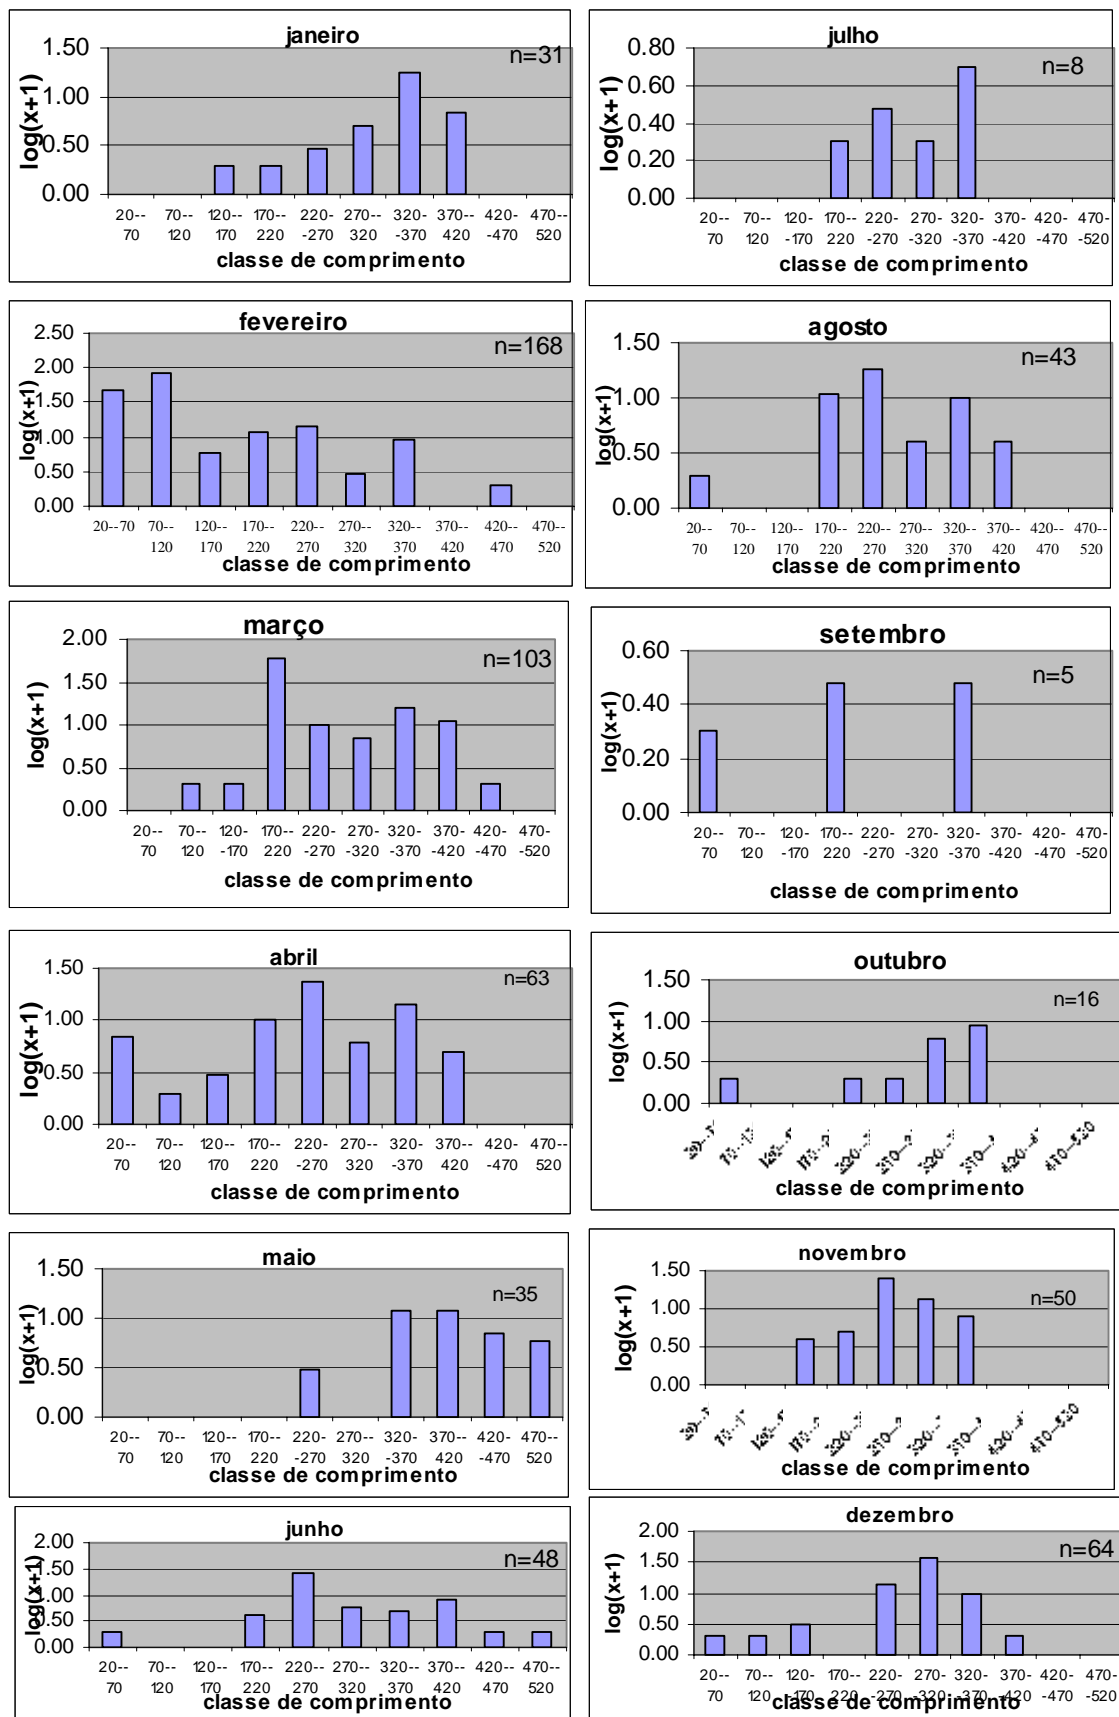 janeiro
n=31
log(x+1)
1.50
1.00
0.50
0.00
20-- 70-- 120-- 170-- 220- 270-- 320- 370-- 420- 470--
70 120 170 220 -270 320 -370 420 -470 520
classe de comprimento
julho
n=8
log(x+1)
0.80
0.60
0.40
0.20
0.00
20-- 70-- 120- 170-- 220- 270- 320- 370- 420- 470-
70 120 -170 220 -270 -320 -370 -420 -470 -520
classe de comprimento
fevereiro
n=168
log(x+1)
2.50
2.00
1.50
1.00
0.50
0.00
20--70 70-- 120-- 170-- 220-- 270-- 320-- 370-- 420-- 470--
120 170 220 270 320 370 420 470 520
classe de comprimento
agosto
n=43
log(x+1)
1.50
1.00
0.50
0.00
20-- 70-- 120-- 170-- 220-- 270-- 320-- 370-- 420-- 470--
70 120 170 220 270 320 370 420 470 520
classe de comprimento
março
n=103
log(x+1)
2.00
1.50
1.00
0.50
0.00
20-- 70-- 120- 170-- 220- 270- 320- 370- 420- 470-
70 120 -170 220 -270 -320 -370 -420 -470 -520
classe de comprimento
setembro
n=5
log(x+1)
0.60
0.40
0.20
0.00
20-- 70-- 120- 170-- 220- 270- 320- 370- 420- 470-
70 120 -170 220 -270 -320 -370 -420 -470 -520
classe de comprimento
abril
n=63
log(x+1)
1.50
1.00
0.50
0.00
20-- 70-- 120-- 170-- 220- 270-- 320- 370-- 420- 470--
70 120 170 220 -270 320 -370 420 -470 520
classe de comprimento
outubro
n=16
log(x+1)
1.50
1.00
0.50
0.00
classe de comprimento
maio
n=35
log(x+1)
1.50
1.00
0.50
0.00
20-- 70-- 120-- 170-- 220- 270-- 320- 370-- 420- 470--
70 120 170 220 -270 320 -370 420 -470 520
classe de comprimento
novembro
n=50
log(x+1)
1.50
1.00
0.50
0.00
classe de comprimento
junho
n=48
log(x+1)
2.00
1.50
1.00
0.50
0.00
20-- 70-- 120-- 170-- 220-- 270-- 320-- 370-- 420-- 470--
70 120 170 220 270 320 370 420 470 520
classe de comprimento
dezembro
n=64
log(x+1)
2.00
1.50
1.00
0.50
0.00
20-- 70-- 120- 170-- 220- 270- 320- 370- 420- 470-
70 120 -170 220 -270 -320 -370 -420 -470 -520
classe de comprimento